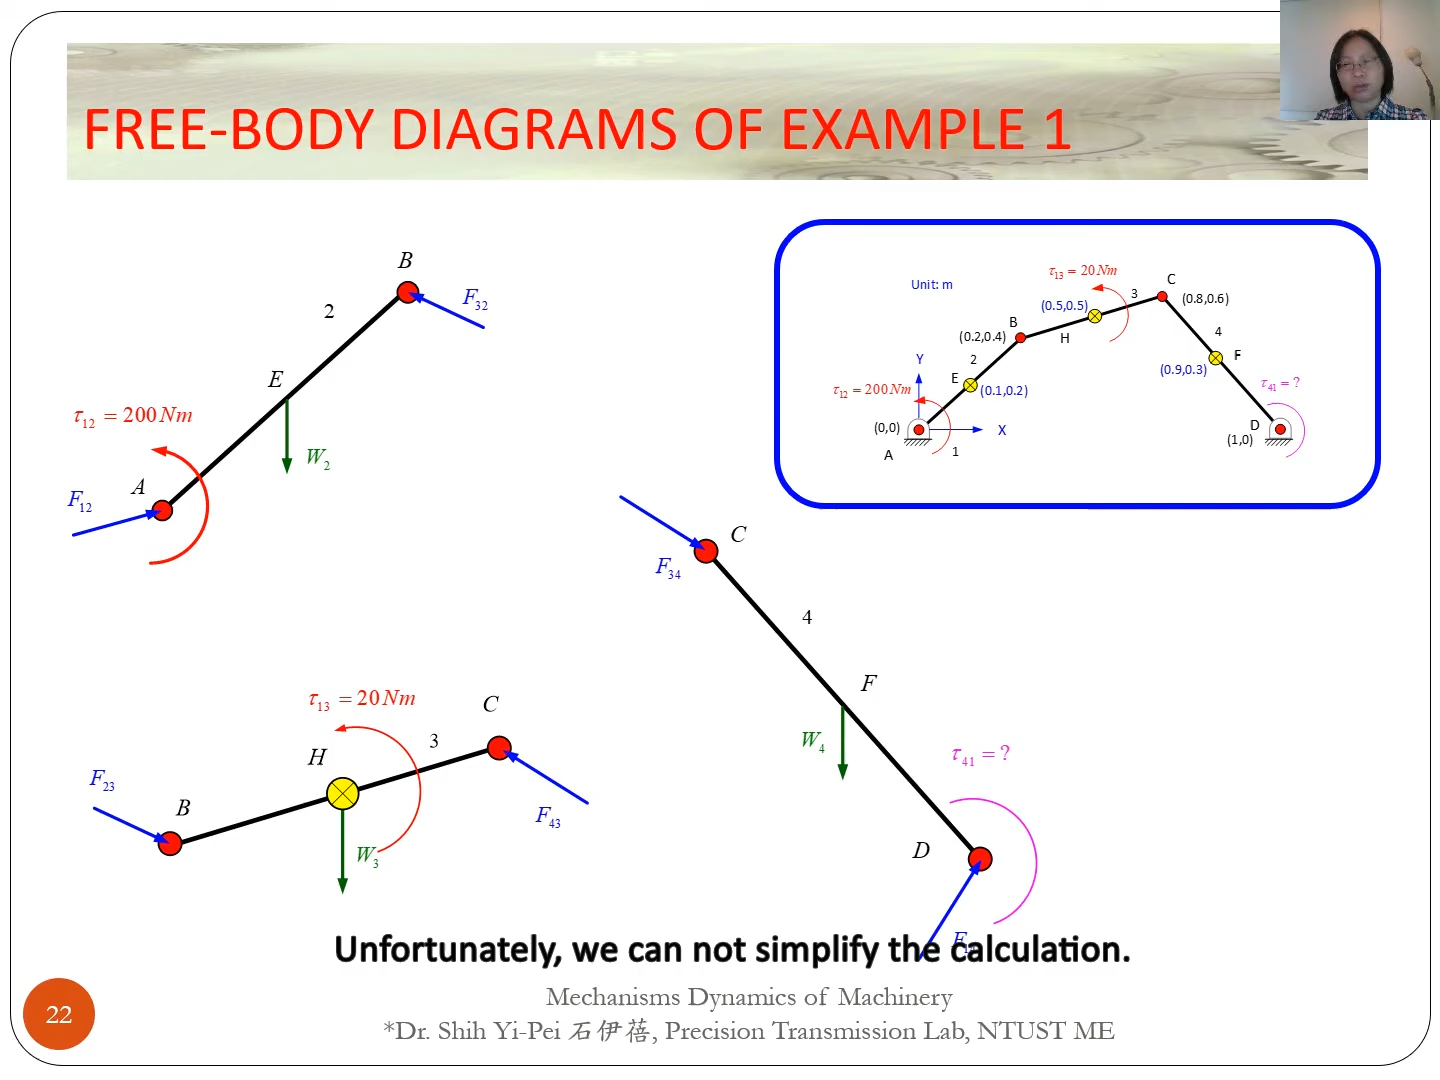 FREE-BODY DIAGRAMS OF EXAMPLE 1
B
F32
2
E
τ12 = 200 Nm
W2
A
F12
Unit: m
τ13 = 20 Nm
C
3
(0.8,0.6)
(0.5,0.5)
B
(0.2,0.4)
H
4
Y
2
F
(0.9,0.3)
E
(0.1,0.2)
τ12 = 200 Nm
τ41 = ?
(0,0)
X
D
(1,0)
A
1
C
F34
4
F
W4
τ41 = ?
D
τ13 = 20 Nm
C
3
H
F23
B
F43
W3
Unfortunately, we can not simplify the calculation.
22
Mechanisms Dynamics of Machinery
*Dr. Shih Yi-Pei 石伊蓓, Precision Transmission Lab, NTUST ME